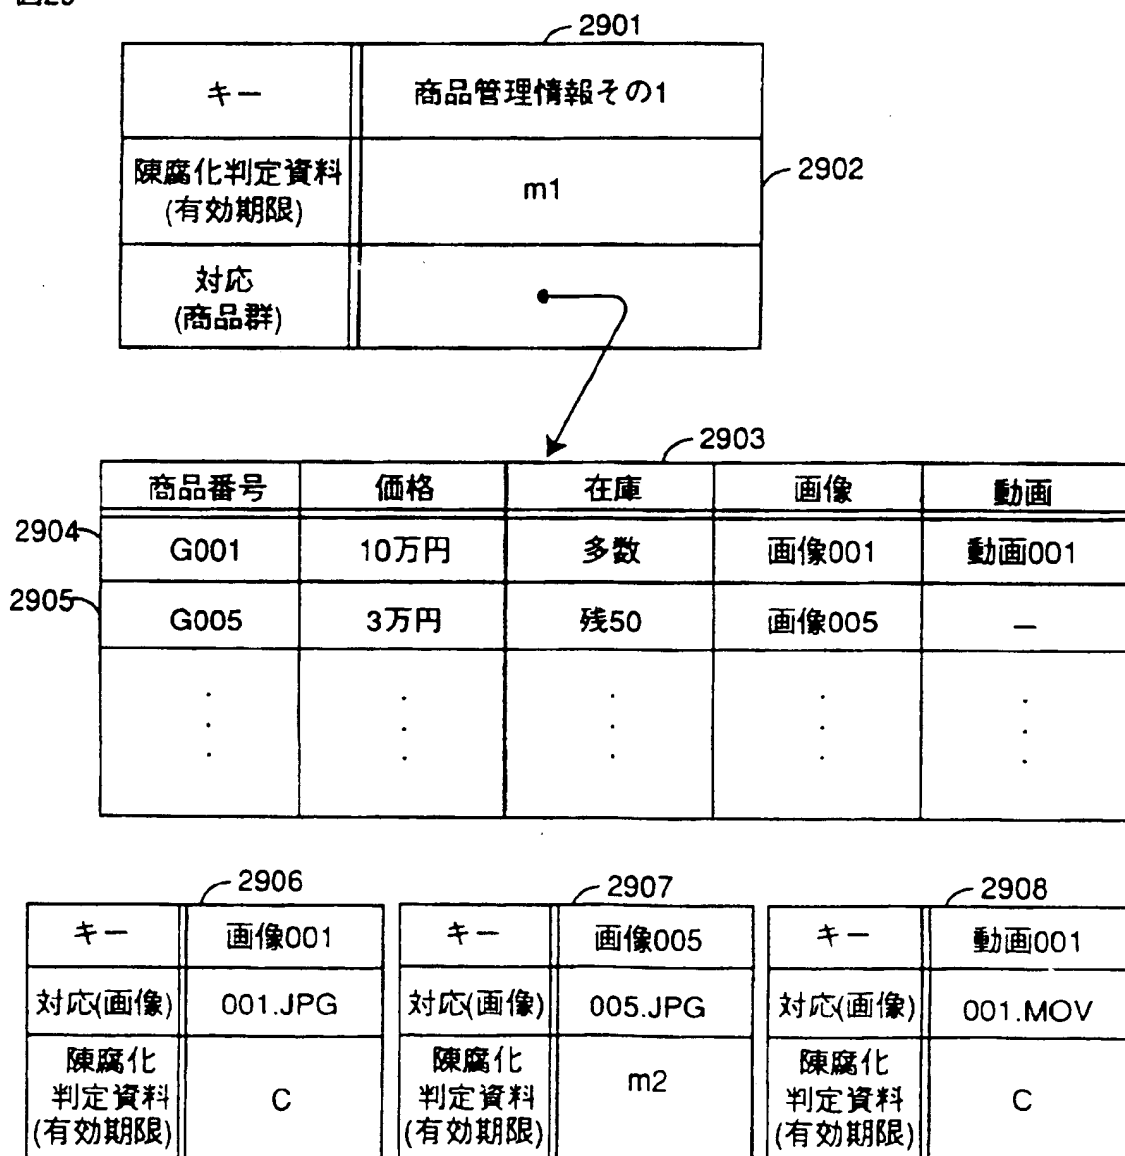 図29
2901
キー 商品管理情報その1
陳腐化判定資料
(有効期限)
m1
2902
対応
(商品群)
2903
商品番号 価格 在庫 画像 動画
2904
G001 10万円 多数 画像001 動画001
2905
G005 3万円 残50 画像005 —
2906
キー 画像001
対応(画像) 001.JPG
陳腐化
判定資料
(有効期限)
C
2907
キー 画像005
対応(画像) 005.JPG
陳腐化
判定資料
(有効期限)
m2
2908
キー 動画001
対応(画像) 001.MOV
陳腐化
判定資料
(有効期限)
C